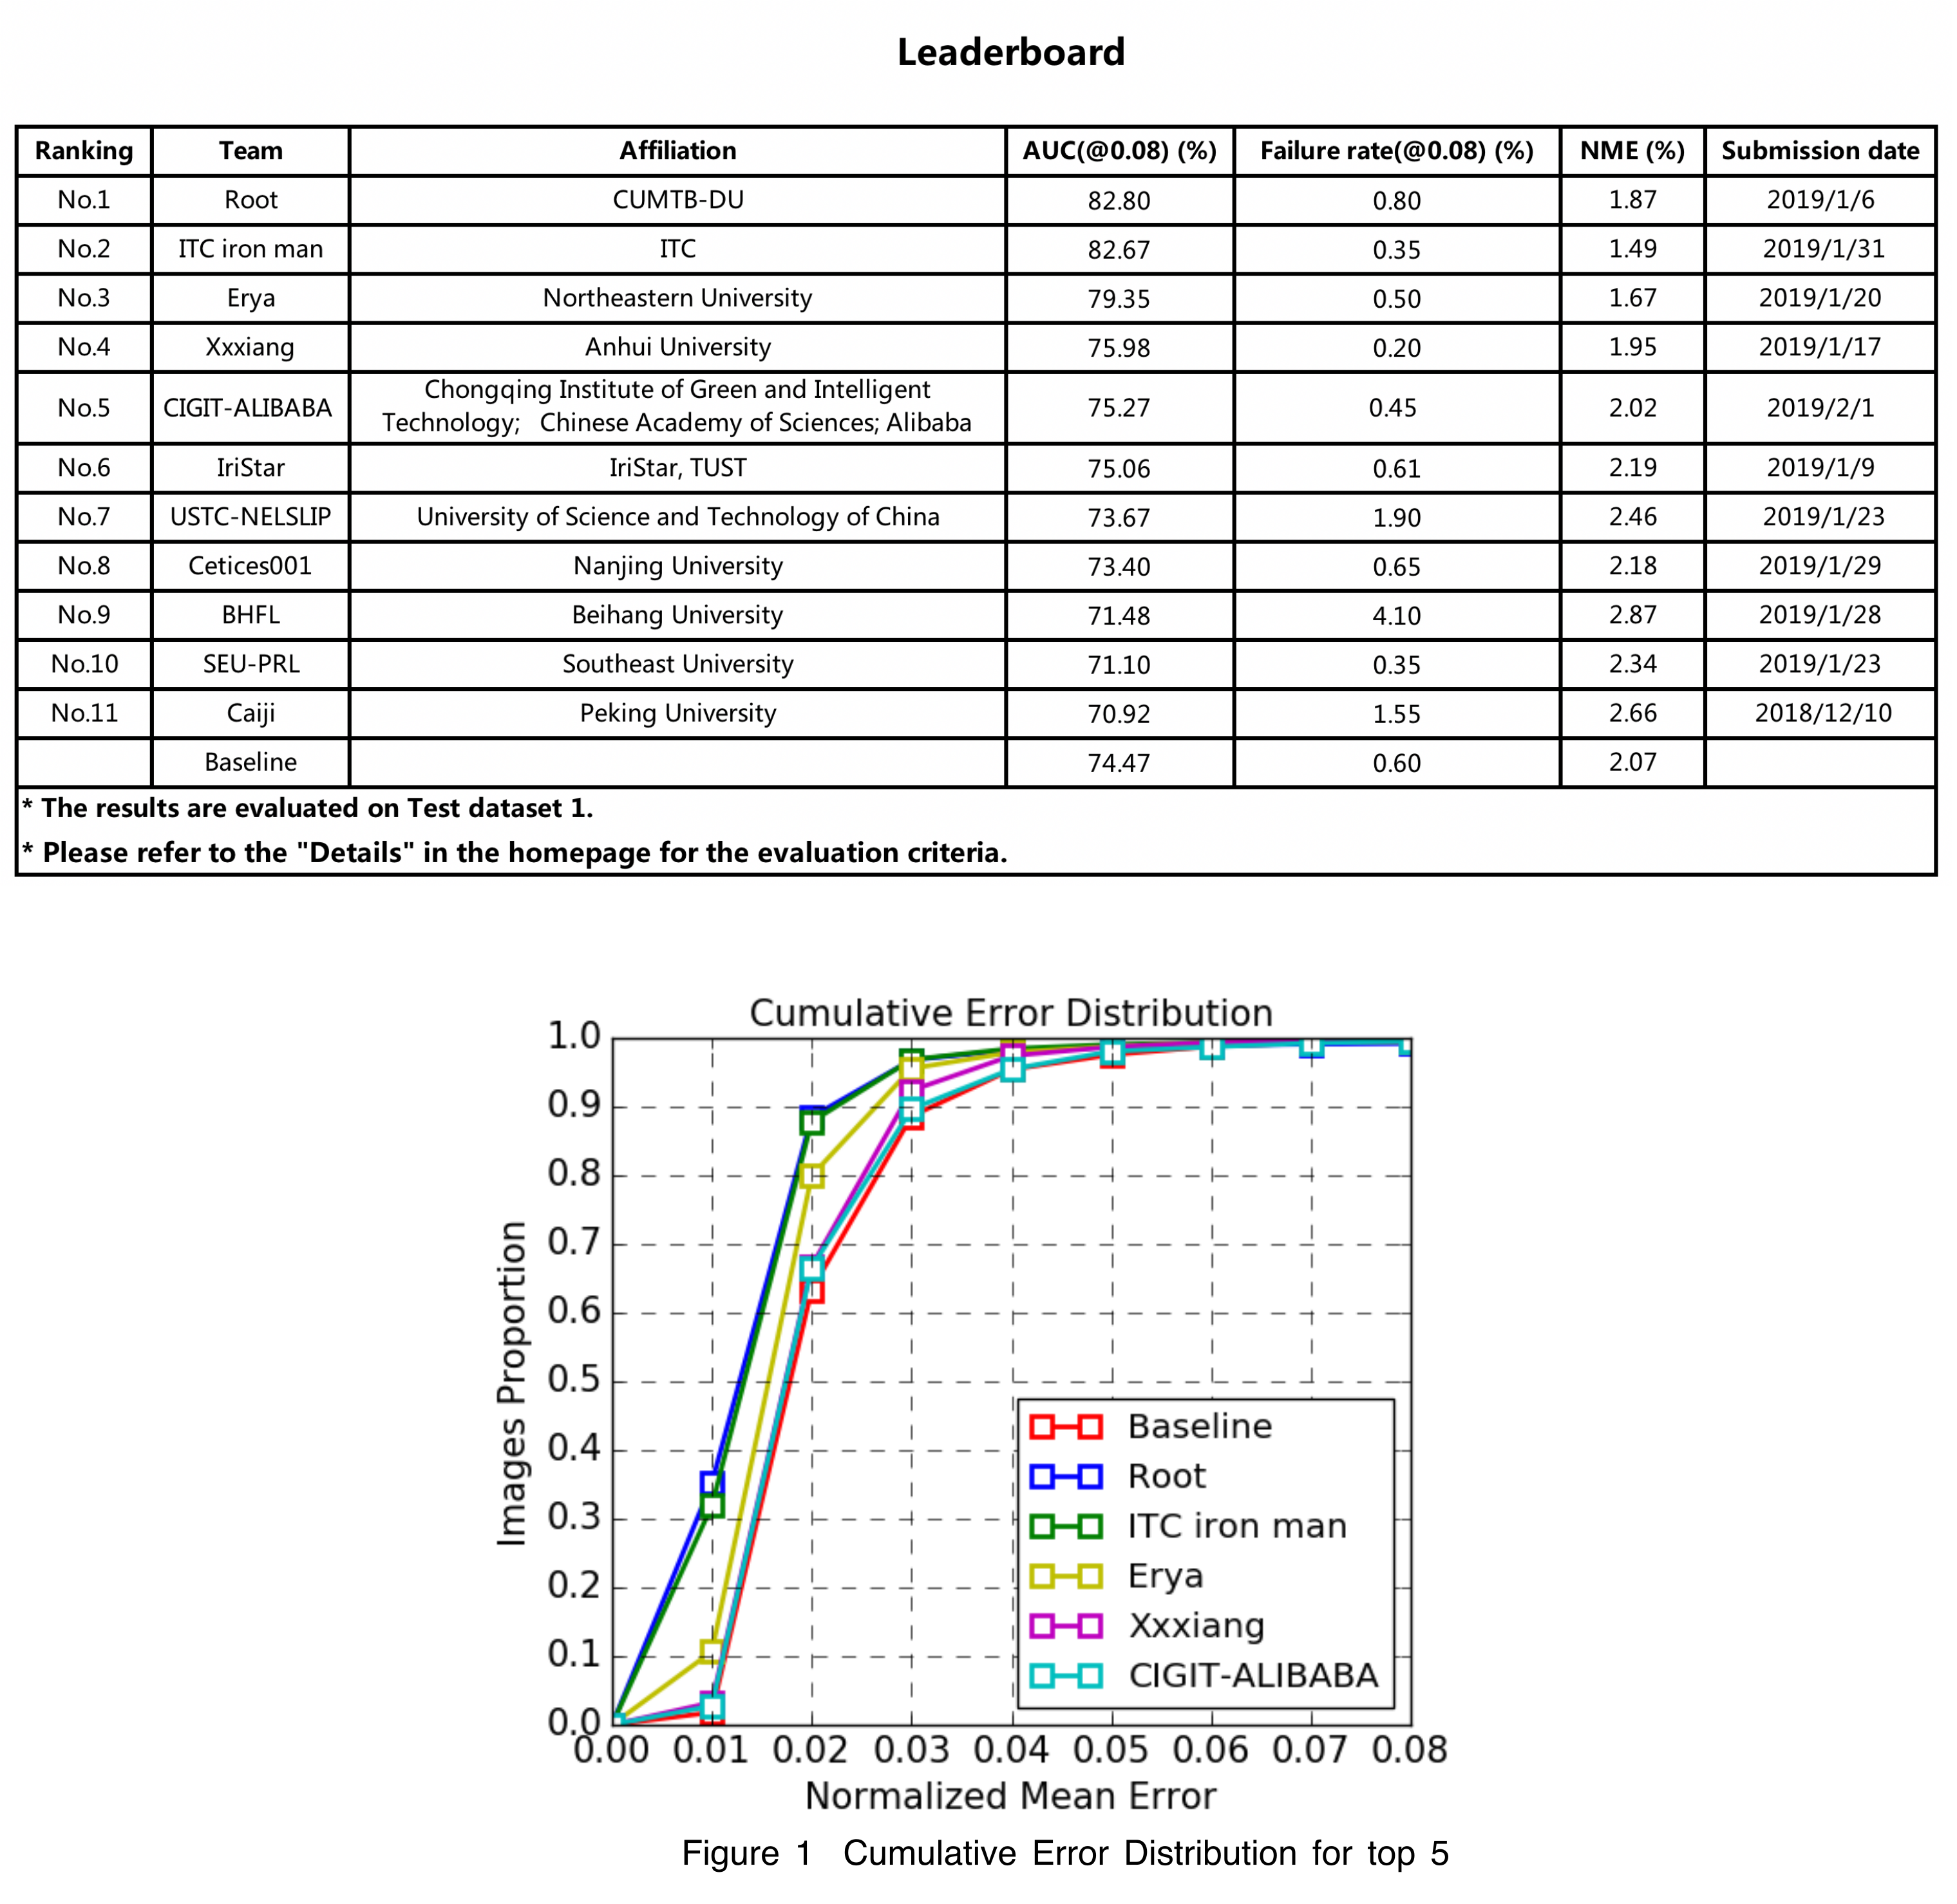 Leaderboard
Ranking Team Affiliation AUC(@0.08) (%) Failure rate(@0.08) (%) NME (%) Submission date
No.1 Root CUMTB-DU 82.80 0.80 1.87 2019/1/6
No.2 ITC iron man ITC 82.67 0.35 1.49 2019/1/31
No.3 Erya Northeastern University 79.35 0.50 1.67 2019/1/20
No.4 Xxxiang Anhui University 75.98 0.20 1.95 2019/1/17
No.5 CIGIT-ALIBABA Chongqing Institute of Green and Intelligent
Technology; Chinese Academy of Sciences; Alibaba 75.27 0.45 2.02 2019/2/1
No.6 IriStar IriStar, TUST 75.06 0.61 2.19 2019/1/9
No.7 USTC-NELSLIP University of Science and Technology of China 73.67 1.90 2.46 2019/1/23
No.8 Cetices001 Nanjing University 73.40 0.65 2.18 2019/1/29
No.9 BHFL Beihang University 71.48 4.10 2.87 2019/1/28
No.10 SEU-PRL Southeast University 71.10 0.35 2.34 2019/1/23
No.11 Caiji Peking University 70.92 1.55 2.66 2018/12/10
Baseline 74.47 0.60 2.07
* The results are evaluated on Test dataset 1.
* Please refer to the "Details" in the homepage for the evaluation criteria.
Cumulative Error Distribution
1.0
0.9
0.8
0.7
0.6
0.5
0.4
0.3
0.2
0.1
0.0
Images Proportion
Baseline
Root
ITC iron man
Erya
Xxxiang
CIGIT-ALIBABA
0.00 0.01 0.02 0.03 0.04 0.05 0.06 0.07 0.08
Normalized Mean Error
Figure 1 Cumulative Error Distribution for top 5